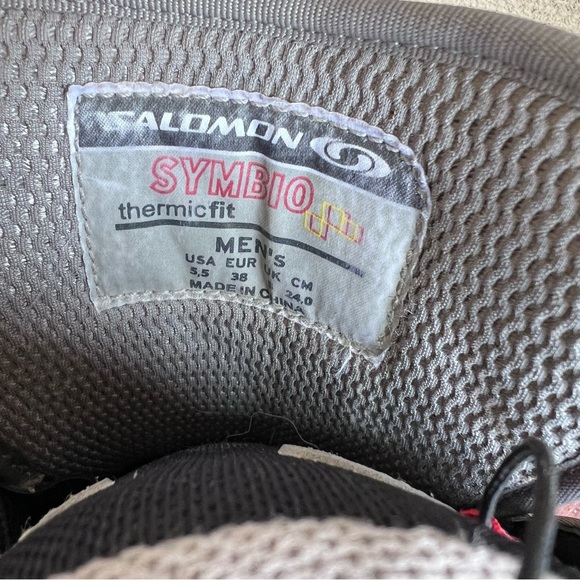 SALOMON
SYMBIO
thermicfit
MEN'S
USA EUR UK CM
5,5 38 24.0
MADE IN CHINA